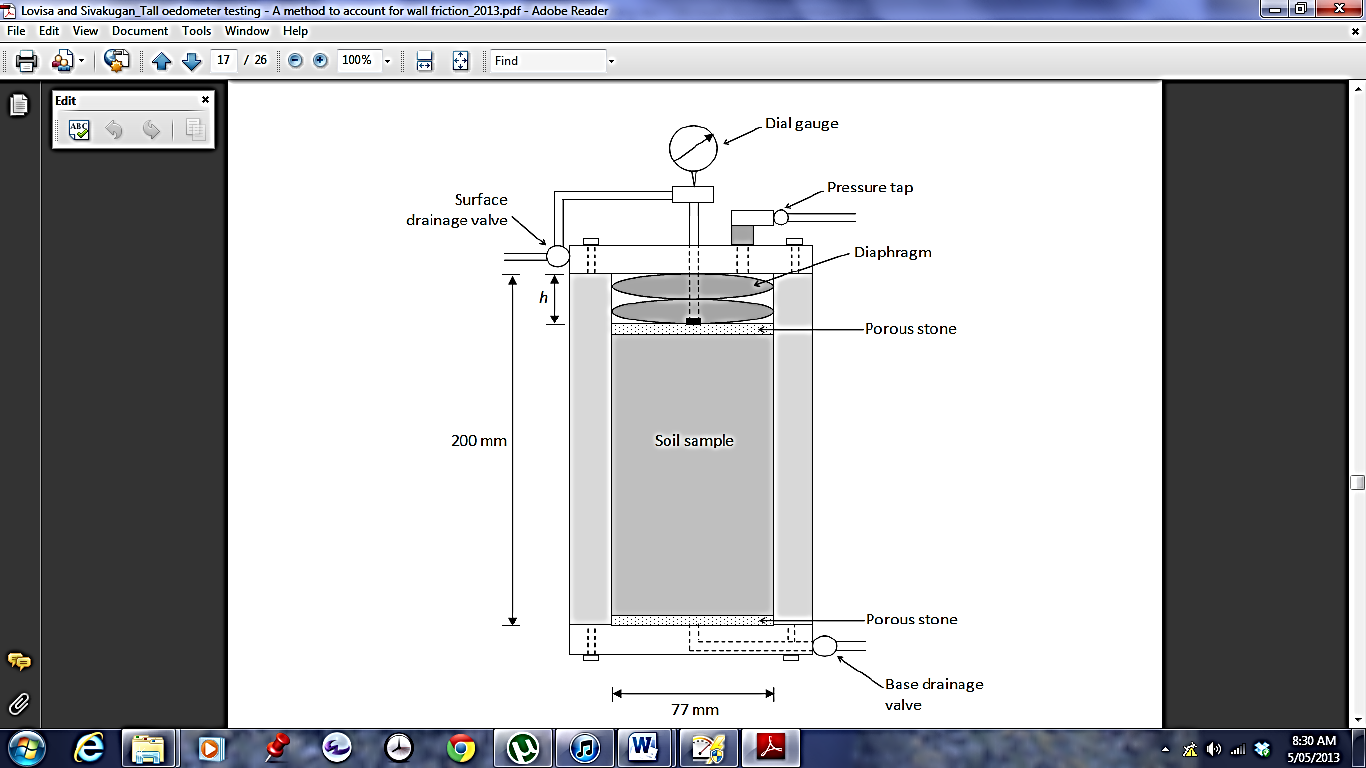 Lovisa and Sivakugan_Tall oedometer testing - A method to account for wall friction_2013.pdf - Adobe Reader
File Edit View Document Tools Window Help
17 / 26 100% Find
Edit
ABC
Dial gauge
Pressure tap
Surface
drainage valve
Diaphragm
h
Porous stone
200 mm
Soil sample
Porous stone
Base drainage
valve
77 mm
8:30 AM
5/05/2013